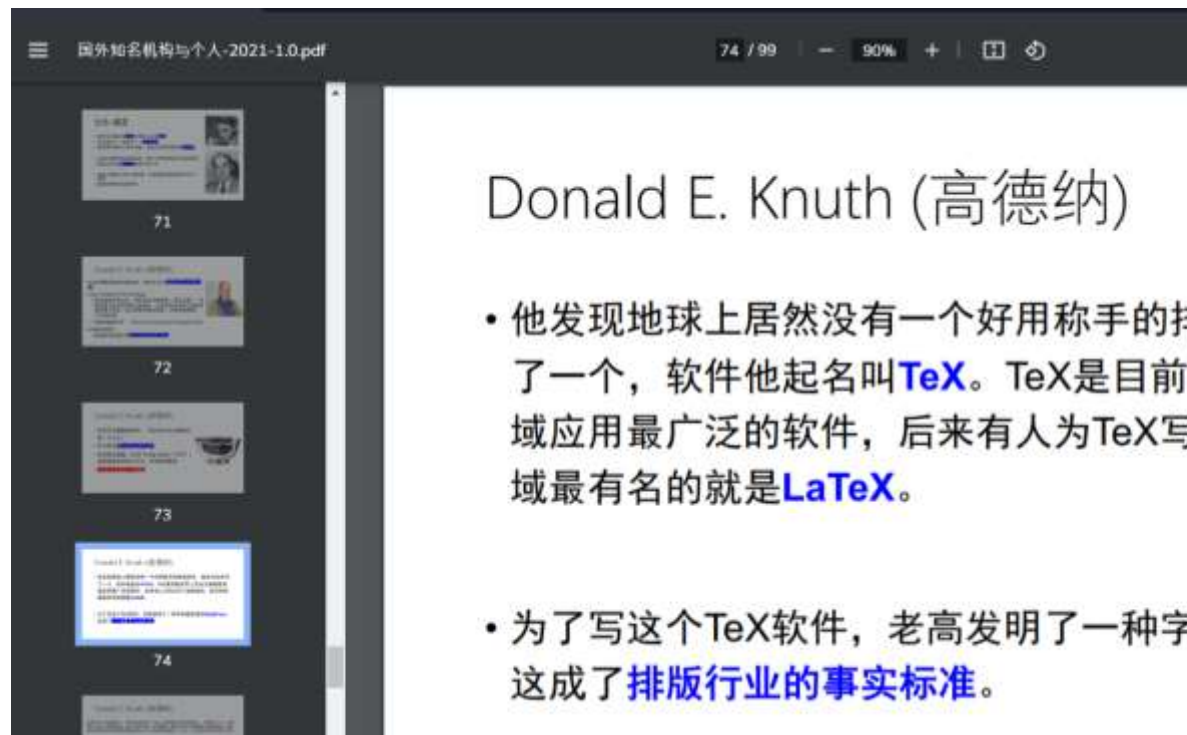 国外知名机构与个人-2021-1.0.pdf
74 / 99
90%
71
72
73
74
Donald E. Knuth (高德纳)
• 他发现地球上居然没有一个好用称手的排
了一个，软件他起名叫TeX。TeX是目前
域应用最广泛的软件，后来有人为TeX写
域最有名的就是LaTeX。
• 为了写这个TeX软件，老高发明了一种字
这成了排版行业的事实标准。